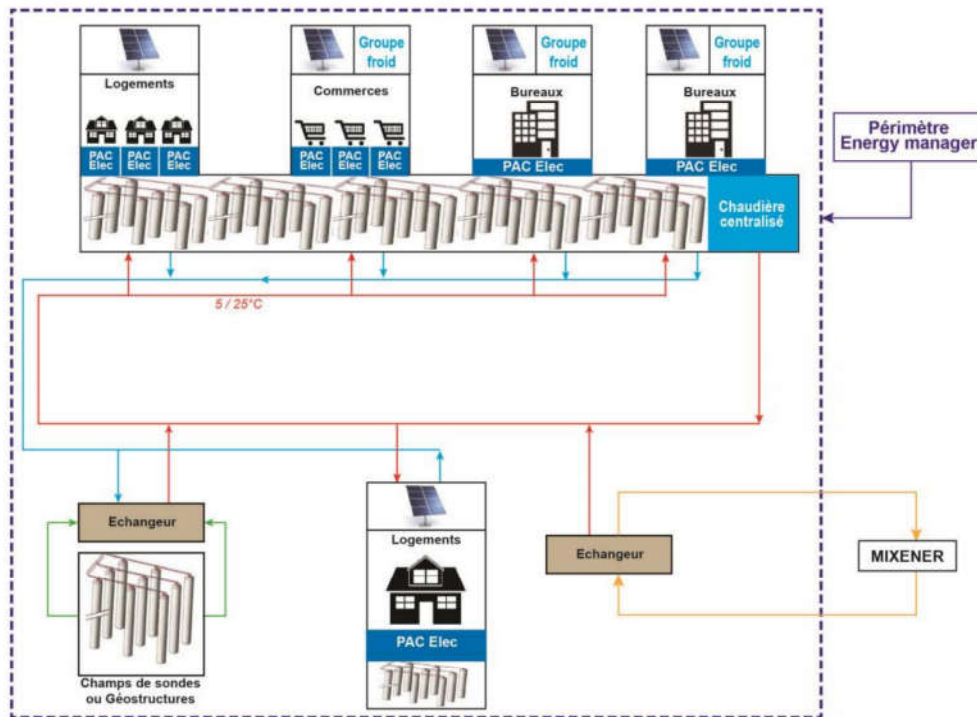 Groupe
froid
Groupe
froid
Groupe
froid
Logements
Commerces
Bureaux
Bureaux
PAC
Elec
PAC
Elec
PAC
Elec
PAC
Elec
PAC
Elec
PAC
Elec
PAC Elec
PAC Elec
Périmètre
Energy manager
Chaudière
centralisé
5 / 25°C
Echangeur
Logements
Echangeur
MIXENER
PAC Elec
Champs de sondes
ou Géostructures